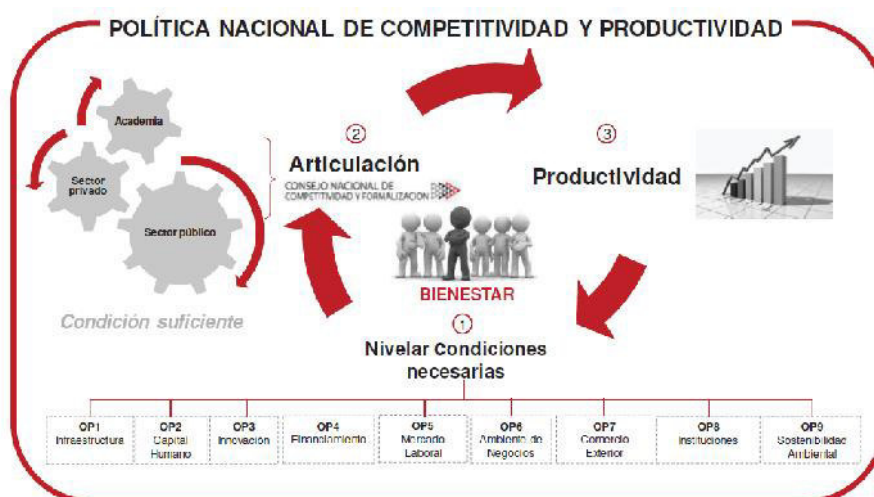 POLÍTICA NACIONAL DE COMPETITIVIDAD Y PRODUCTIVIDAD
Academia
Sector
privado
Sector público
Condición suficiente
2
Articulación
CONSEJO NACIONAL DE
COMPETITIVIDAD Y FORMALIZACIÓN
3
Productividad
BIENESTAR
1
Nivelar Condiciones
necesarias
OP1
Infraestructura
OP2
Capital
Humano
OP3
Innovación
OP4
Financiamiento
OP5
Mercado
Laboral
OP6
Ambiente de
Negocios
OP7
Comercio
Exterior
OP8
Instituciones
OP9
Sostenibilidad
Ambiental